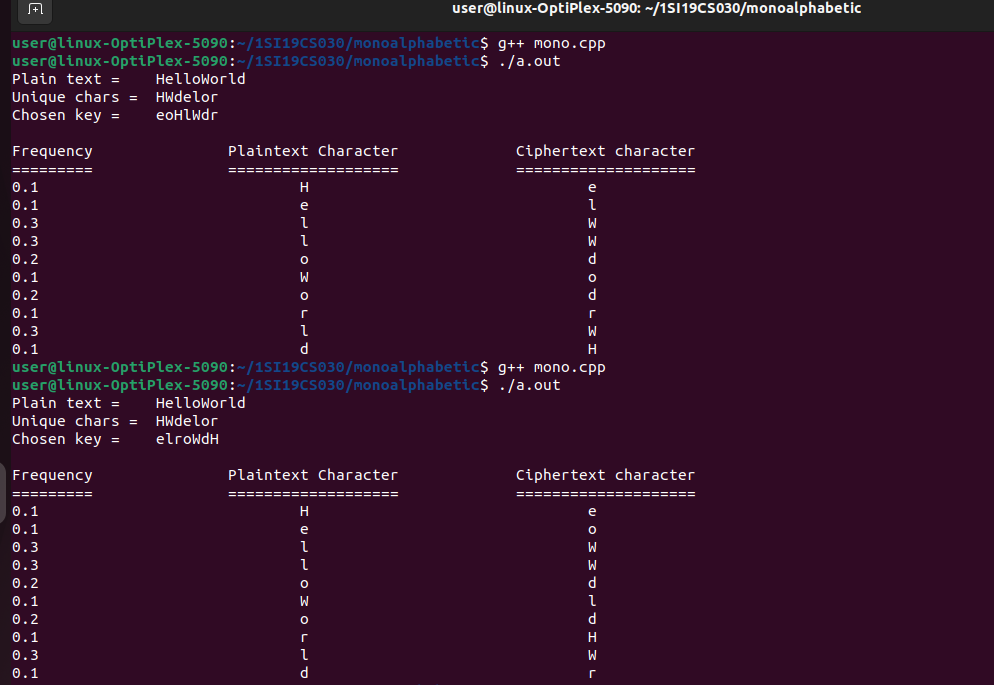 user@linux-OptiPlex-5090: ~/1SI19CS030/monoalphabetic
user@linux-OptiPlex-5090:~/1SI19CS030/monoalphabetic$ g++ mono.cpp
user@linux-OptiPlex-5090:~/1SI19CS030/monoalphabetic$ ./a.out
Plain text =    HelloWorld
Unique chars =  HWdelor
Chosen key =    eoHlWdr

Frequency               Plaintext Character             Ciphertext character
=========               ===================             ====================
0.1                             H                               e
0.1                             e                               l
0.3                             l                               W
0.3                             l                               W
0.2                             o                               d
0.1                             W                               o
0.2                             o                               d
0.1                             r                               r
0.3                             l                               W
0.1                             d                               H
user@linux-OptiPlex-5090:~/1SI19CS030/monoalphabetic$ g++ mono.cpp
user@linux-OptiPlex-5090:~/1SI19CS030/monoalphabetic$ ./a.out
Plain text =    HelloWorld
Unique chars =  HWdelor
Chosen key =    elroWdH

Frequency               Plaintext Character             Ciphertext character
=========               ===================             ====================
0.1                             H                               e
0.1                             e                               o
0.3                             l                               W
0.3                             l                               W
0.2                             o                               d
0.1                             W                               l
0.2                             o                               d
0.1                             r                               H
0.3                             l                               W
0.1                             d                               r